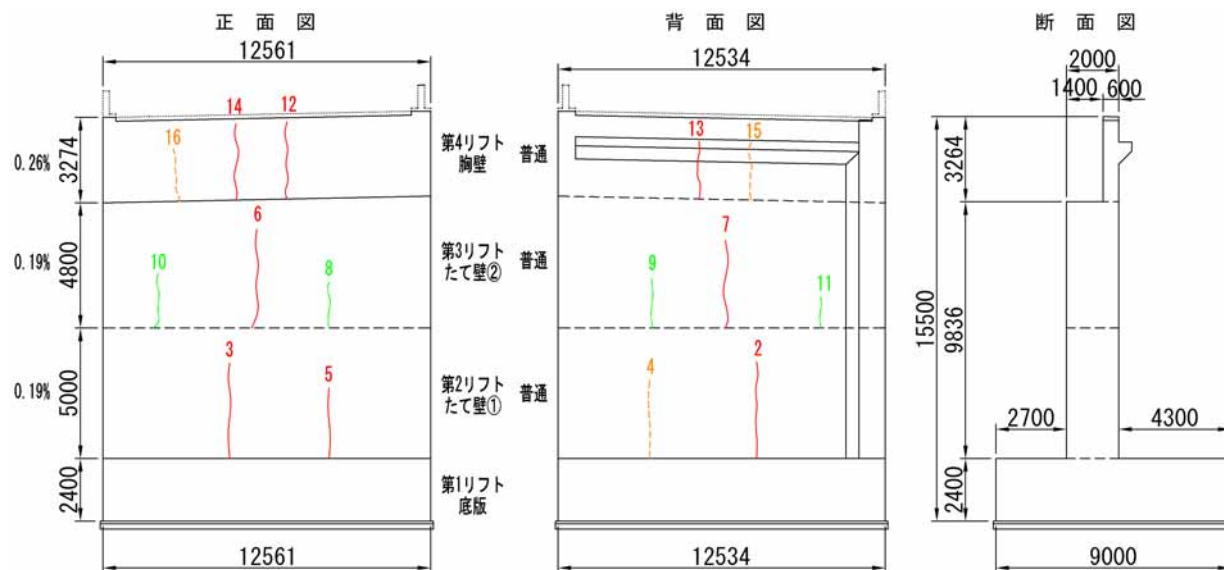 正面図
12561
14
12
16
0.26%
3274
第4リフト
胸壁
普通
6
10
8
0.19%
4800
第3リフト
たて壁②
普通
3
5
0.19%
5000
第2リフト
たて壁①
普通
2400
第1リフト
底版
12561
背面図
12534
13
15
7
9
11
4
2
12534
断面図
2000
1400
600
3264
15500
9836
2700
4300
2400
9000